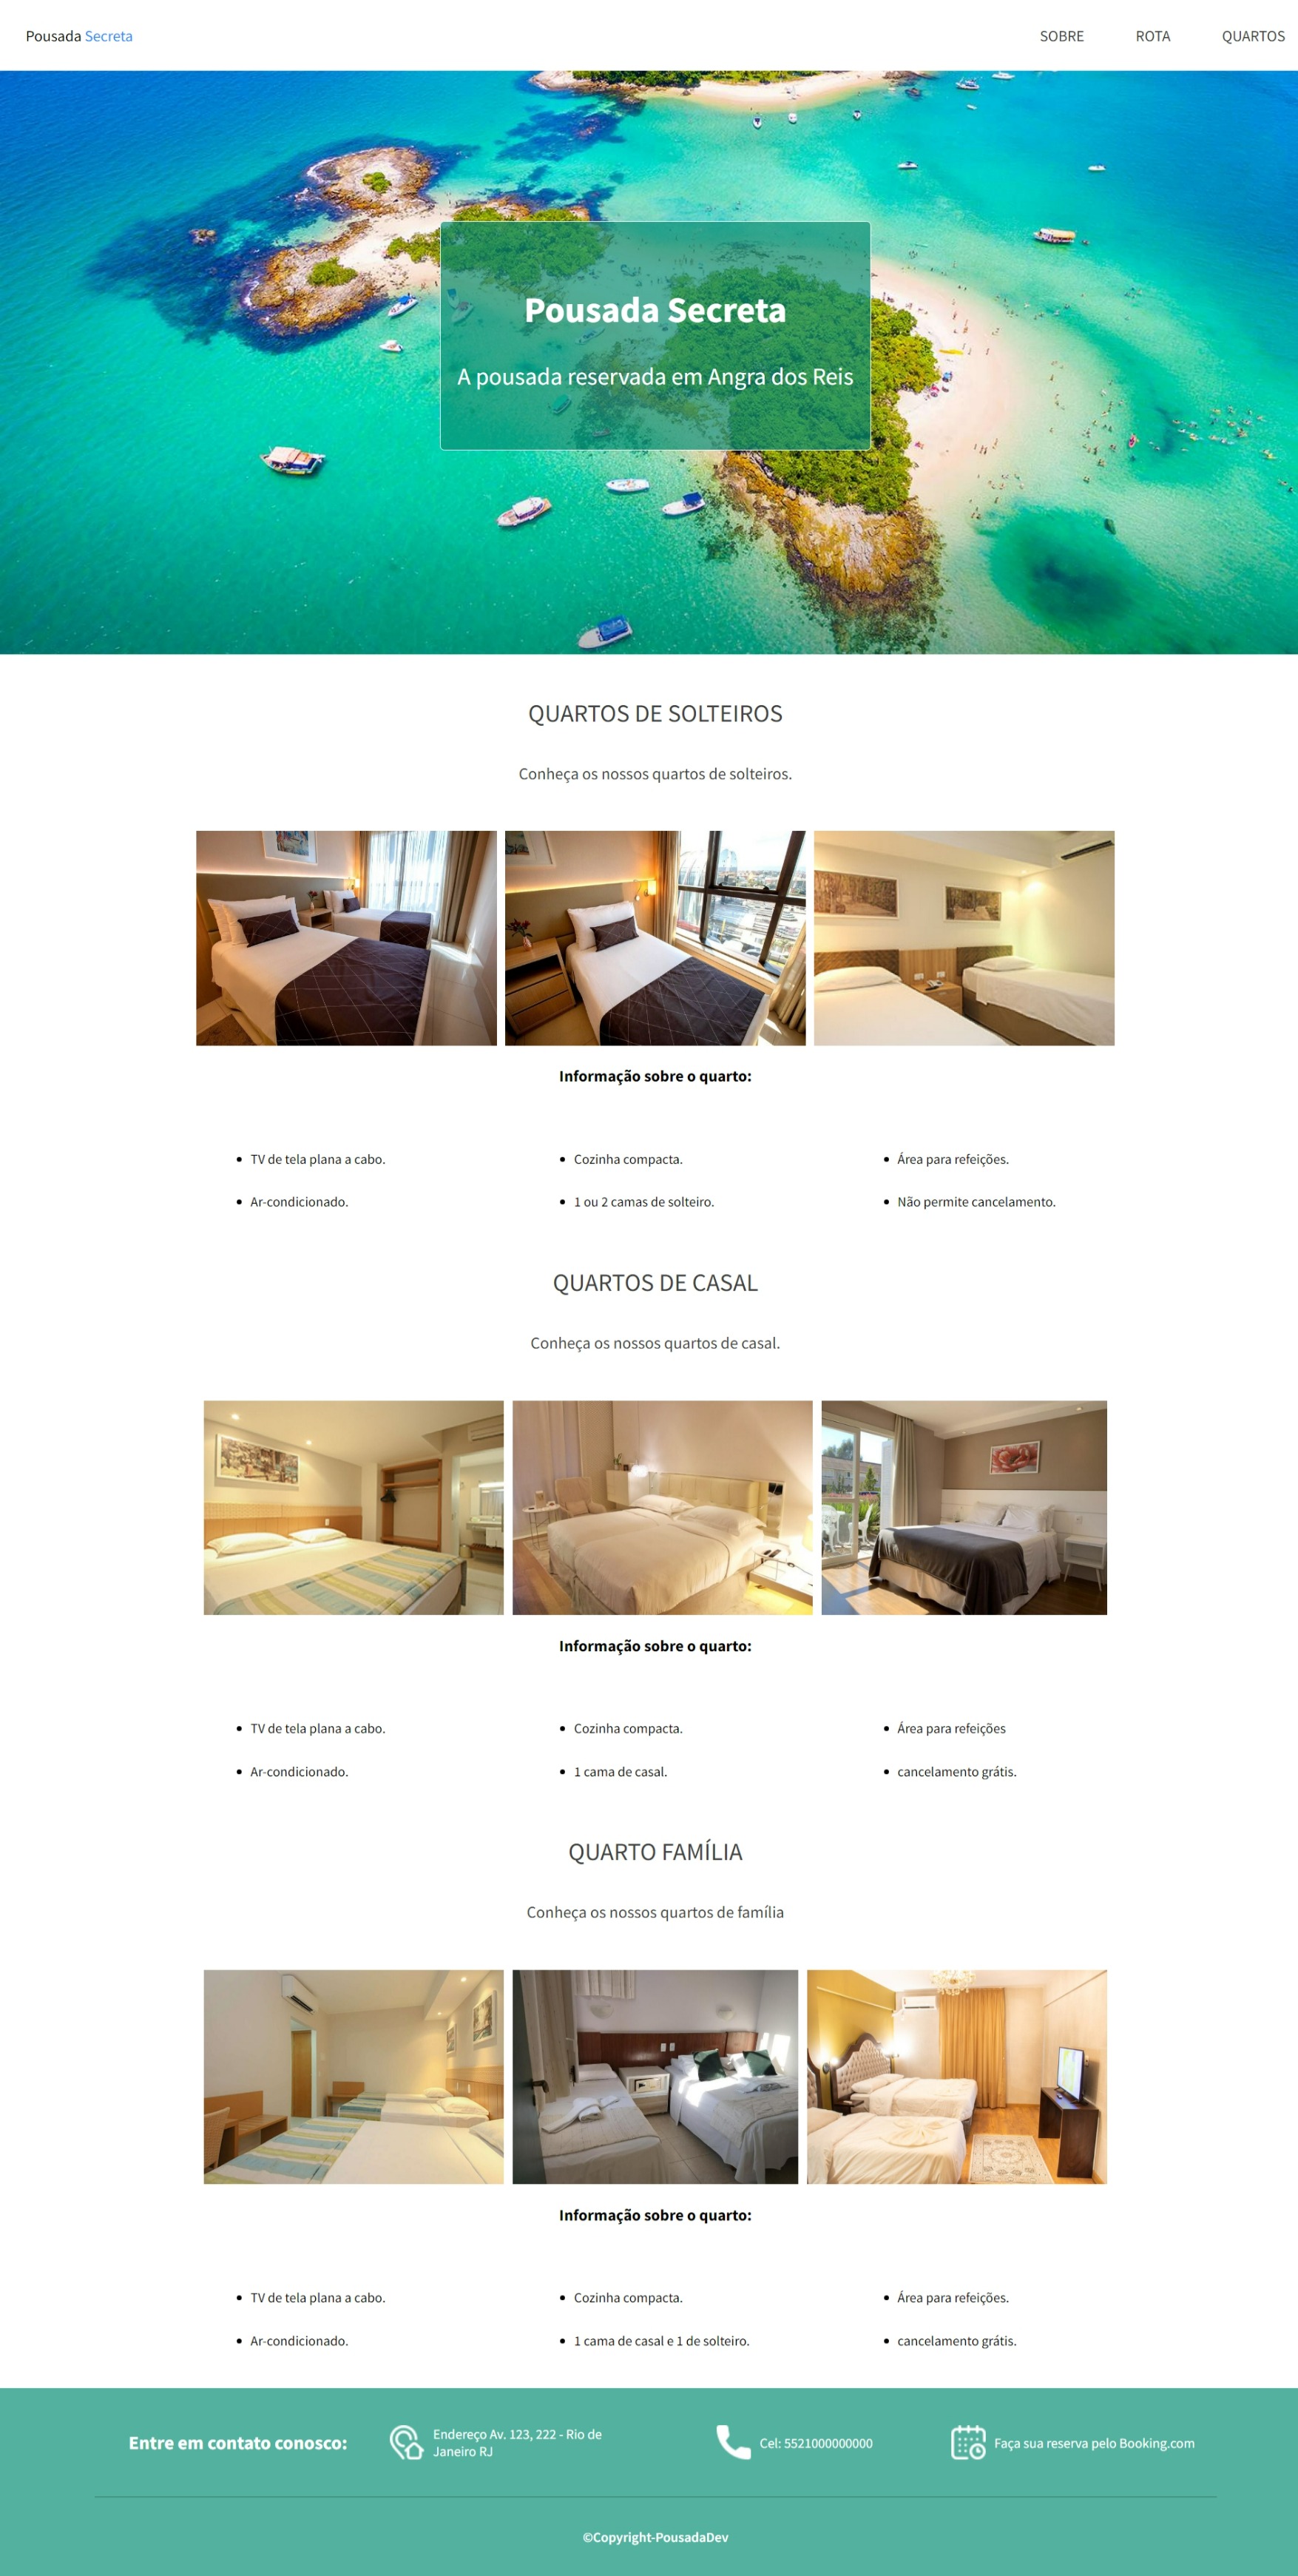 Pousada Secreta
SOBRE
ROTA
QUARTOS
Pousada Secreta
A pousada reservada em Angra dos Reis
QUARTOS DE SOLTEIROS
Conheça os nossos quartos de solteiros.
Informação sobre o quarto:
TV de tela plana a cabo.
Cozinha compacta.
Área para refeições.
Ar-condicionado.
1 ou 2 camas de solteiro.
Não permite cancelamento.
QUARTOS DE CASAL
Conheça os nossos quartos de casal.
Informação sobre o quarto:
TV de tela plana a cabo.
Cozinha compacta.
Área para refeições
Ar-condicionado.
1 cama de casal.
cancelamento grátis.
QUARTO FAMÍLIA
Conheça os nossos quartos de família
Informação sobre o quarto:
TV de tela plana a cabo.
Cozinha compacta.
Área para refeições.
Ar-condicionado.
1 cama de casal e 1 de solteiro.
cancelamento grátis.
Entre em contato conosco:
Endereço Av. 123, 222 - Rio de
Janeiro RJ
Cel: 5521000000000
Faça sua reserva pelo Booking.com
©Copyright-PousadaDev